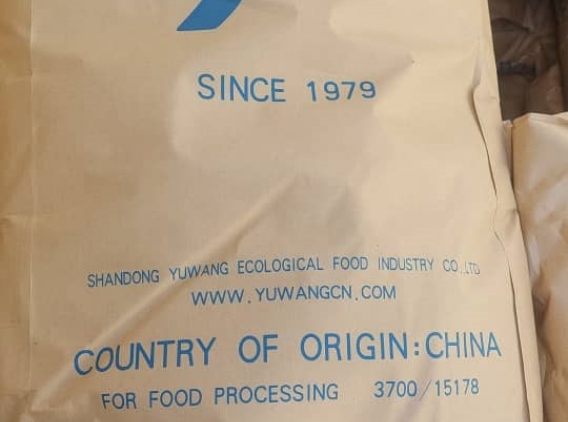 SINCE 1979
SHANDONG YUWANG ECOLOGICAL FOOD INDUSTRY CO.,LTD
WWW.YUWANGCN.COM
COUNTRY OF ORIGIN:CHINA
FOR FOOD PROCESSING 3700/15178